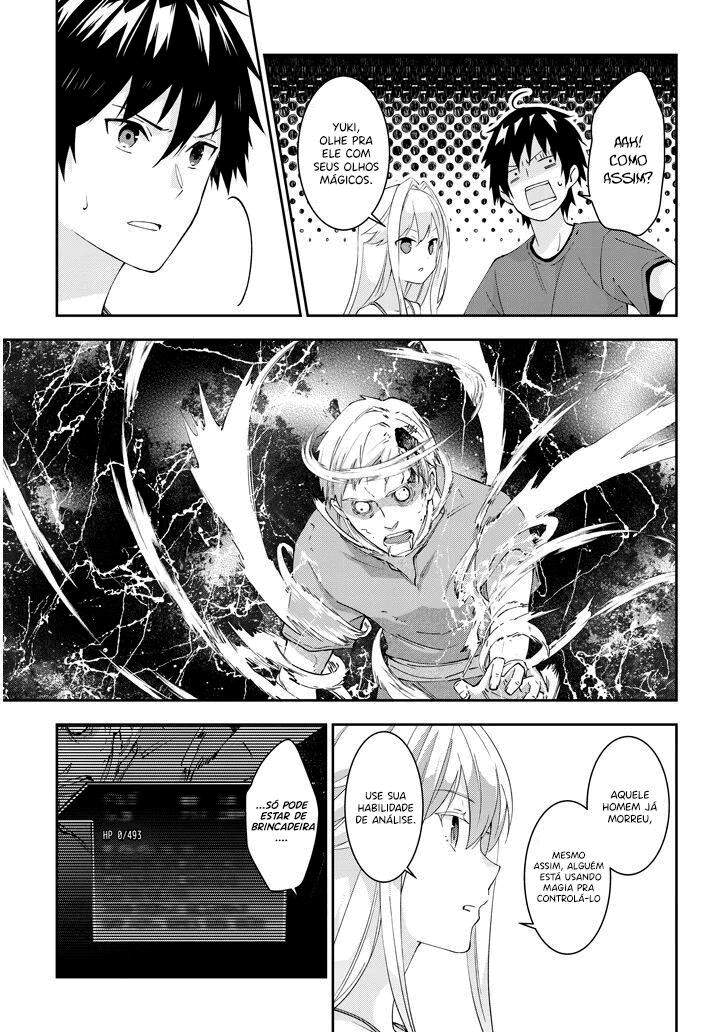 AAH!
COMO
ASSIM?
YUKI,
OLHE PRA
ELE COM
SEUS OLHOS
MÁGICOS.
AQUELE
HOMEM JÁ
MORREU,
MESMO
ASSIM, ALGUÉM
ESTÁ USANDO
MAGIA PRA
CONTROLÁ-LO
USE SUA
HABILIDADE
DE ANÁLISE.
...SÓ PODE
ESTAR DE
BRINCADEIRA
....
HP 0/493